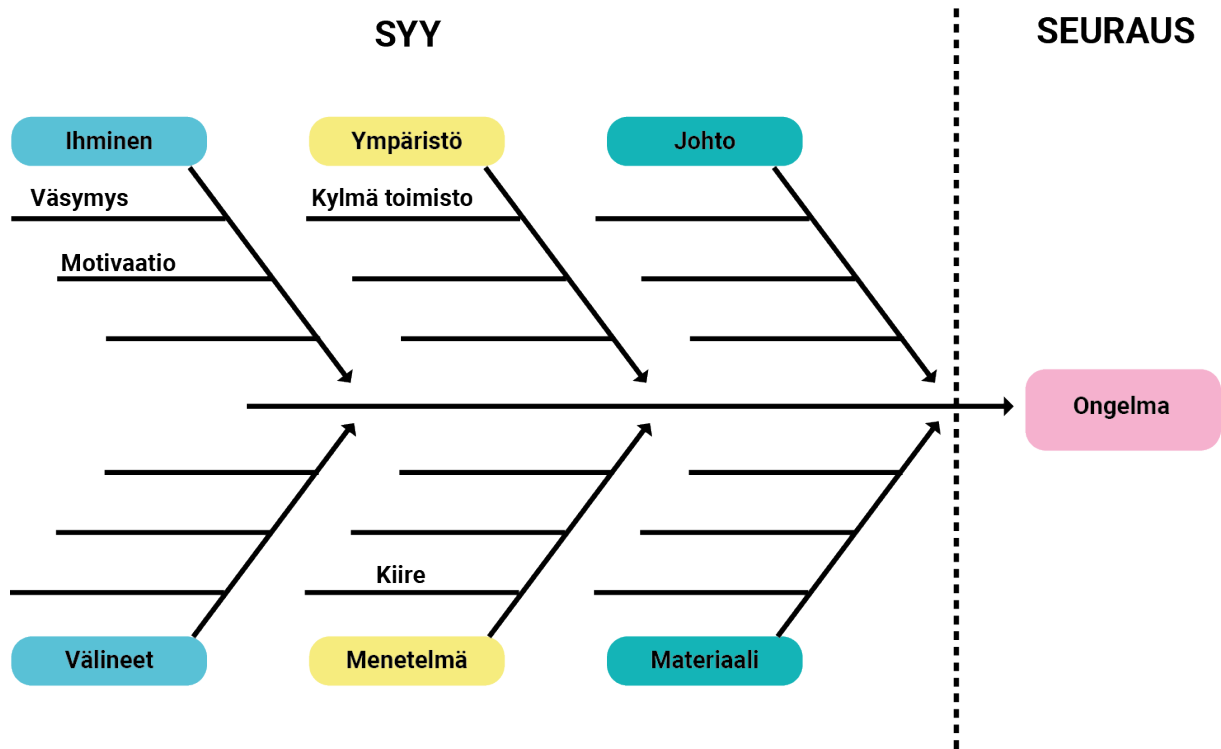 SYY
SEURAUS
Ihminen
Ympäristö
Johto
Väsymys
Kylmä toimisto
Motivaatio
Ongelma
Kiire
Välineet
Menetelmä
Materiaali